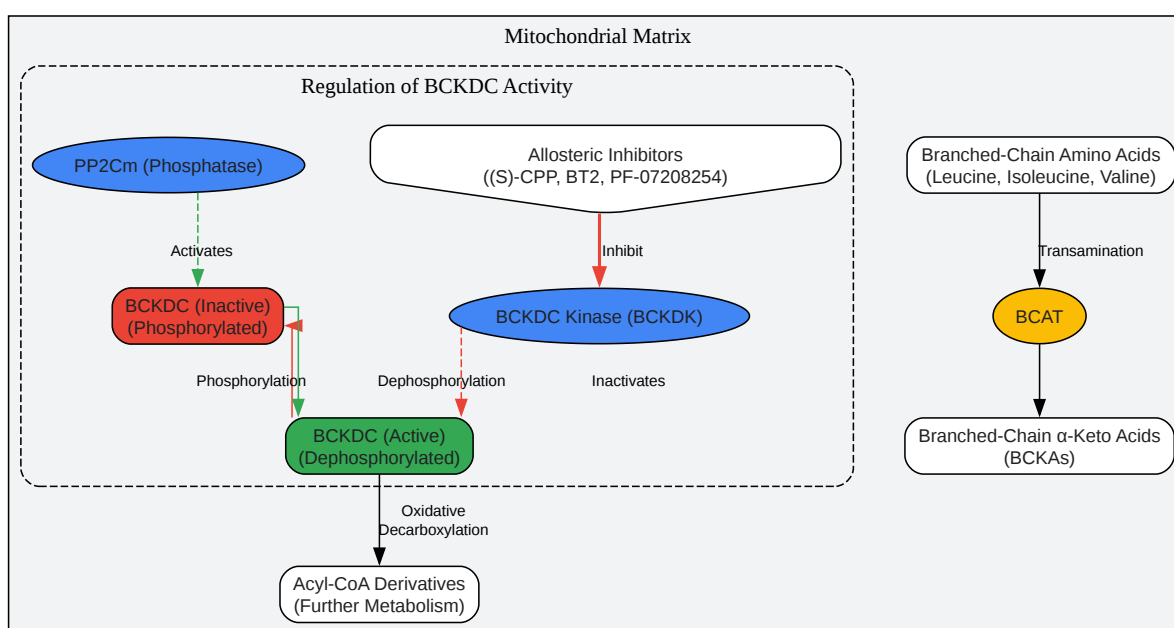 Mitochondrial Matrix
Regulation of BCKDC Activity
PP2Cm (Phosphatase)
Allosteric Inhibitors
((S)-CPP, BT2, PF-07208254)
Branched-Chain Amino Acids
(Leucine, Isoleucine, Valine)
Activates
Inhibit
Transamination
BCKDC (Inactive)
(Phosphorylated)
BCKDC Kinase (BCKDK)
BCAT
Phosphorylation
Dephosphorylation
Inactivates
BCKDC (Active)
(Dephosphorylated)
Branched-Chain α-Keto Acids
(BCKAs)
Oxidative
Decarboxylation
Acyl-CoA Derivatives
(Further Metabolism)